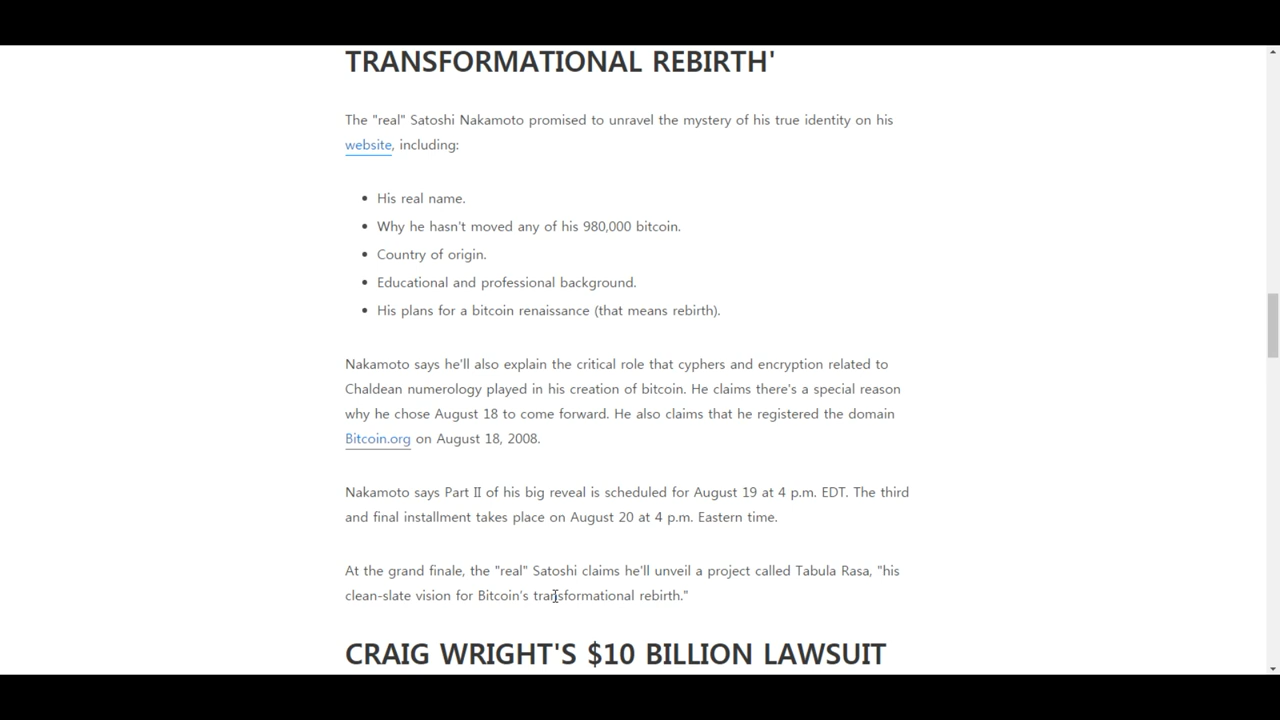 TRANSFORMATIONAL REBIRTH'
The "real" Satoshi Nakamoto promised to unravel the mystery of his true identity on his
website, including:
• His real name.
• Why he hasn't moved any of his 980,000 bitcoin.
• Country of origin.
• Educational and professional background.
• His plans for a bitcoin renaissance (that means rebirth).
Nakamoto says he'll also explain the critical role that cyphers and encryption related to
Chaldean numerology played in his creation of bitcoin. He claims there's a special reason
why he chose August 18 to come forward. He also claims that he registered the domain
Bitcoin.org on August 18, 2008.
Nakamoto says Part II of his big reveal is scheduled for August 19 at 4 p.m. EDT. The third
and final installment takes place on August 20 at 4 p.m. Eastern time.
At the grand finale, the "real" Satoshi claims he'll unveil a project called Tabula Rasa, "his
clean-slate vision for Bitcoin's transformational rebirth."
CRAIG WRIGHT'S $10 BILLION LAWSUIT